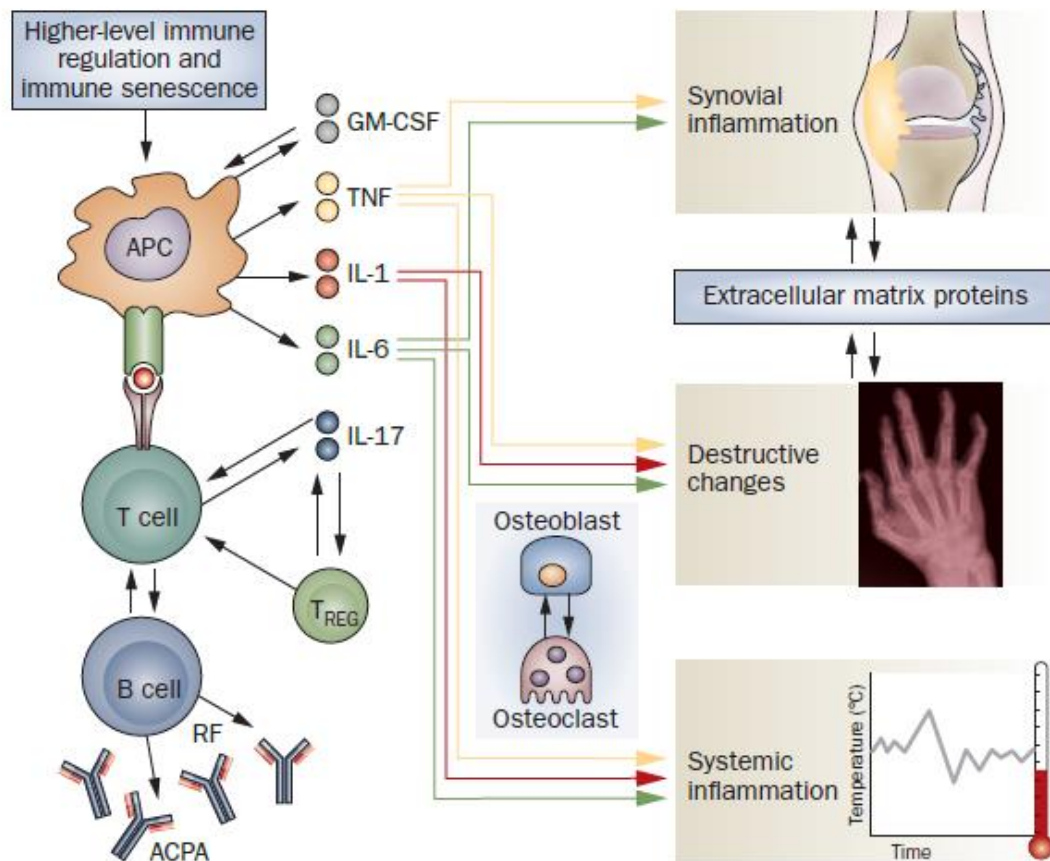 Higher-level immune
regulation and
immune senescence
GM-CSF
TNF
APC
IL-1
IL-6
IL-17
T cell
TREG
B cell
RF
ACPA
Osteoblast
Osteoclast
Synovial
inflammation
Extracellular matrix proteins
Destructive
changes
Systemic
inflammation
Temperature (°C)
Time